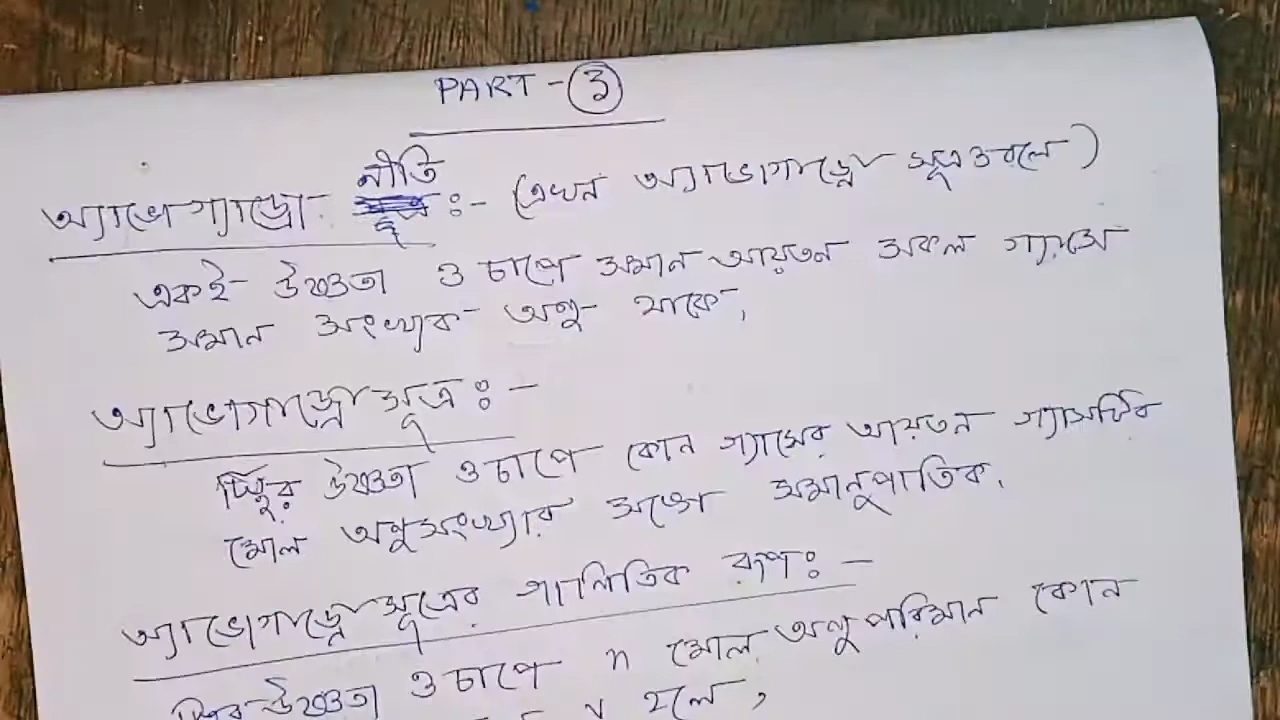 PART - ③
অ্যাভোগ্যাড্রো নীতি :- (এখন অ্যাভোগাড্রো সূত্র ও বলে)
একই উষ্ণতা ও চাপে সমান আয়তন সকল গ্যাসে
সমান সংখ্যক অণু থাকে,
অ্যাভোগাড্রো সূত্র :-
স্থির উষ্ণতা ও চাপে কোন গ্যাসের আয়তন গ্যাসটির
মোল অণুসংখ্যার সঙ্গে সমানুপাতিক.
অ্যাভোগাড্রো সূত্রের গানিতিক রূপ :-
স্থির উষ্ণতা ও চাপে n মোল অণু পরিমান কোন
V হলে,